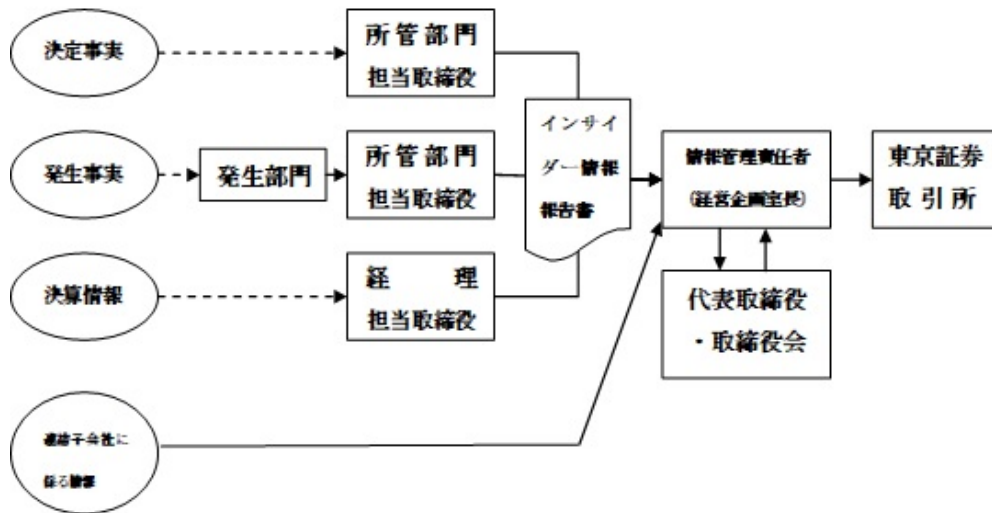 決定事実
所管部門
担当取締役
発生事実
発生部門
所管部門
担当取締役
決算情報
経　　理
担当取締役
連結子会社に
係る情報
インサイ
ダー情報
報告書
情報管理責任者
(経営企画室長)
東京証券
取引所
代表取締役
・取締役会